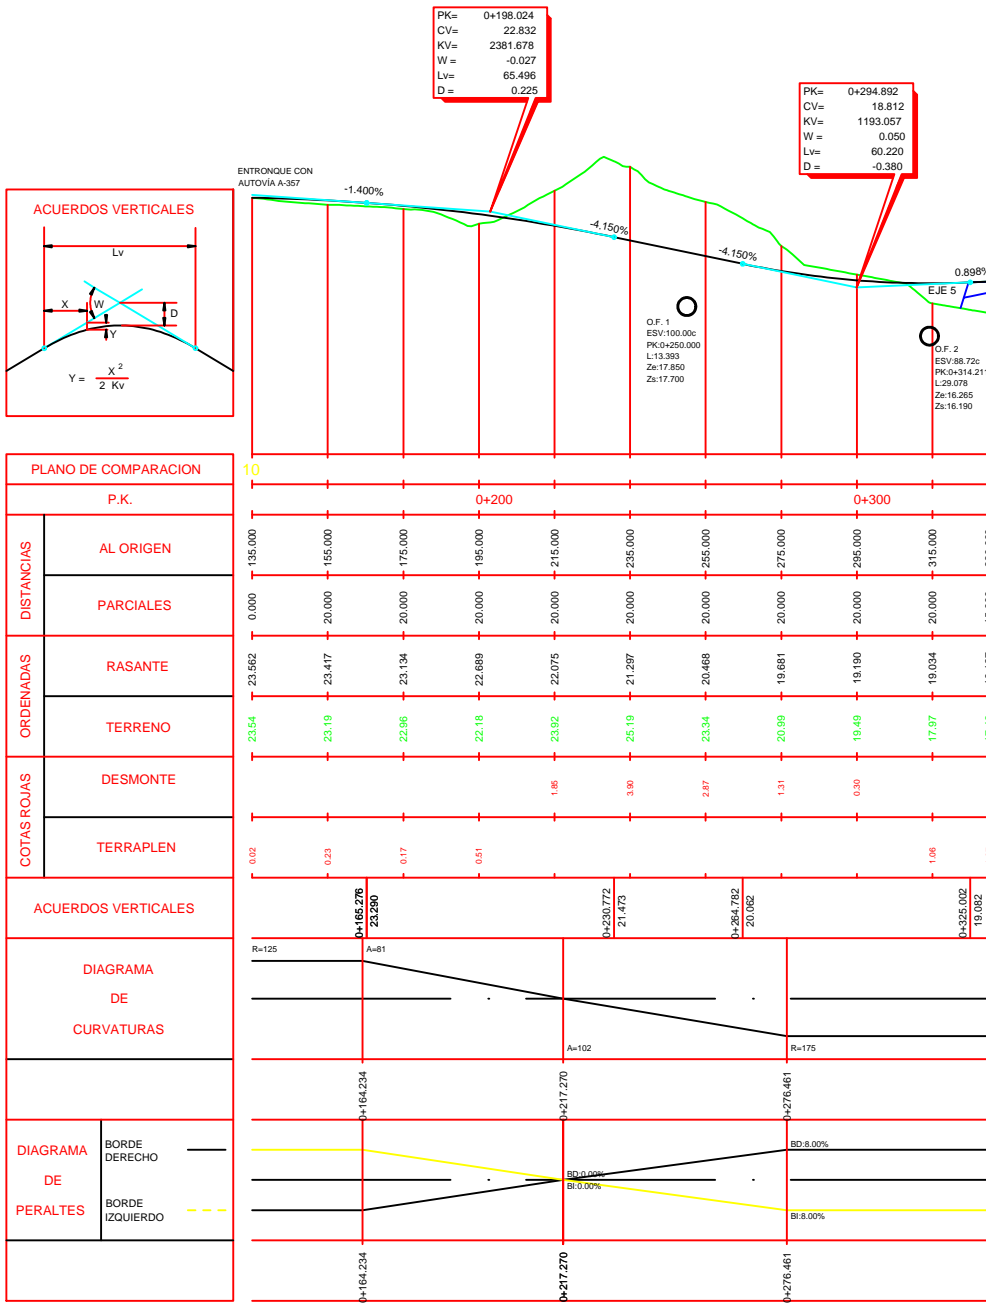 PK= 0+198.024
CV= 22.832
KV= 2381.678
W = -0.027
Lv= 65.496
D = 0.225
PK= 0+294.892
CV= 18.812
KV= 1193.057
W = 0.050
Lv= 60.220
D = -0.380
ENTRONQUE CON
AUTOVÍA A-357
-1.400%
-4.150%
-4.150%
0.898%
EJE 5
ACUERDOS VERTICALES
Lv
X
W
D
Y
Y = X 2
2 Kv
O.F. 1
ESV:100.00c
PK:0+250.000
L:13.393
Ze:17.850
Zs:17.700
O.F. 2
ESV:88.72c
PK:0+314.211
L:29.078
Ze:16.265
Zs:16.190
PLANO DE COMPARACION 10
P.K. 0+200 0+300
DISTANCIAS
AL ORIGEN 135.000 155.000 175.000 195.000 215.000 235.000 255.000 275.000 295.000 315.000
PARCIALES 0.000 20.000 20.000 20.000 20.000 20.000 20.000 20.000 20.000 20.000
ORDENADAS
RASANTE 23.562 23.417 23.134 22.689 22.075 21.297 20.468 19.681 19.190 19.034
TERRENO 23.54 23.19 22.96 22.18 23.92 25.19 23.34 20.99 19.49 17.97
COTAS ROJAS
DESMONTE 1.85 3.90 2.87 1.31 0.30
TERRAPLEN 0.02 0.23 0.17 0.51 1.06
ACUERDOS VERTICALES 0+165.276 23.290 0+230.772 21.473 0+264.782 20.062 0+325.002 19.082
DIAGRAMA
DE
CURVATURAS
R=125 A=81
A=102 R=175
0+164.234 0+217.270 0+276.461
DIAGRAMA
DE
PERALTES
BORDE
DERECHO
BORDE
IZQUIERDO
BD:0.00%
BI:0.00%
BD:8.00%
BI:8.00%
0+164.234 0+217.270 0+276.461